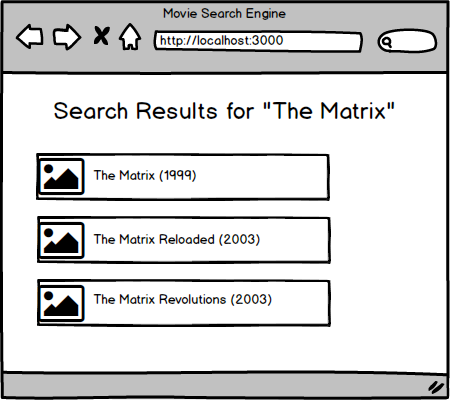 Movie Search Engine
http://localhost:3000
Search Results for "The Matrix"
The Matrix (1999)
The Matrix Reloaded (2003)
The Matrix Revolutions (2003)